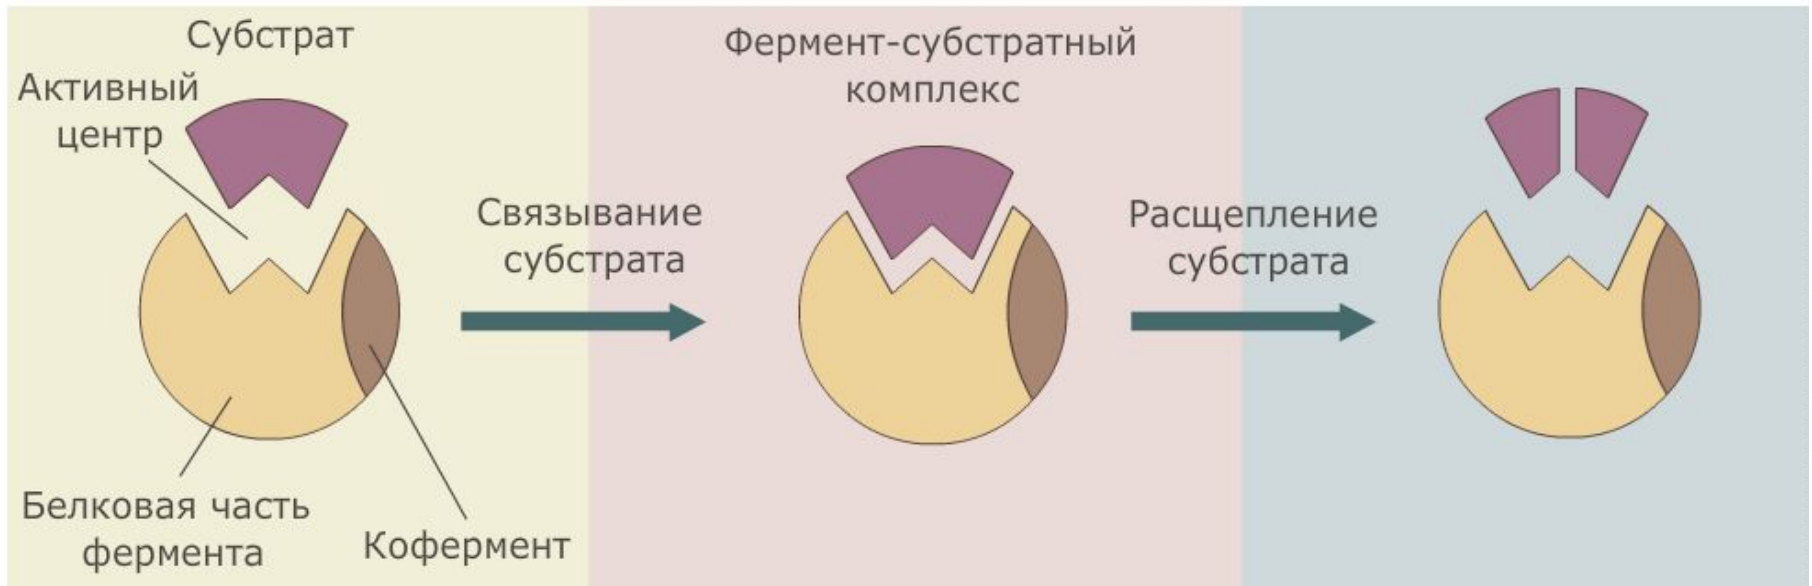 Субстрат
Активный
центр
Белковая часть
фермента
Кофермент
Связывание
субстрата
Фермент-субстратный
комплекс
Расщепление
субстрата